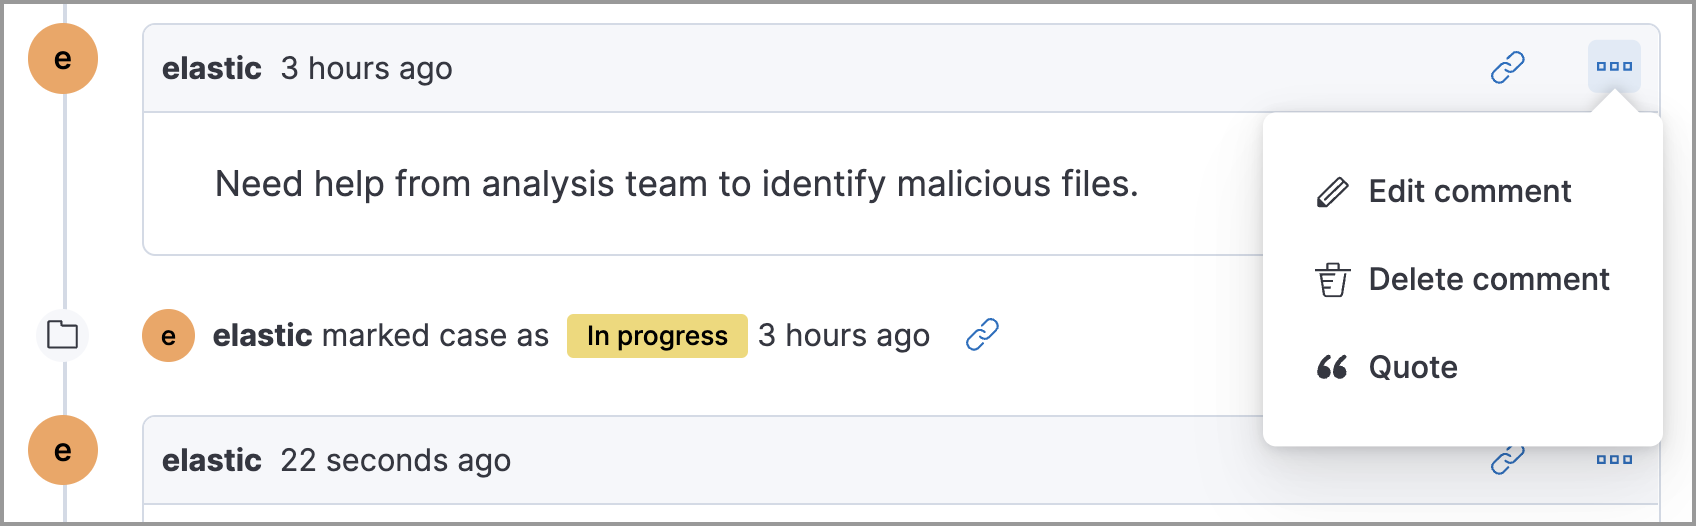 e
elastic 3 hours ago
Need help from analysis team to identify malicious files.
Edit comment
Delete comment
Quote
e elastic marked case as In progress 3 hours ago
e
elastic 22 seconds ago